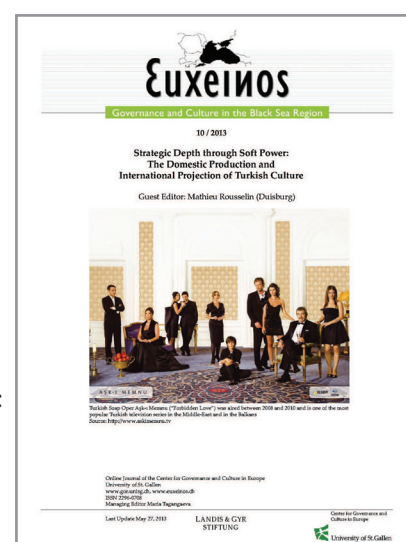 Euxeinos
Governance and Culture in the Black Sea Region
10 / 2013
Strategic Depth through Soft Power:
The Domestic Production and
International Projection of Turkish Culture
Guest Editor: Mathieu Rousselin (Duisburg)
AŞK-I MEMNU
Turkish Soap Oper Aşk-ı Memnu ("Forbidden Love") was aired between 2008 and 2010 and is one of the most
popular Turkish television series in the Middle-East and in the Balkans
Source: http://www.askimemnu.tv
Online Journal of the Center for Governance and Culture in Europe
University of St. Gallen
www.gce.unisg.ch, www.euxeinos.ch
ISSN 2296-0708
Managing Editor: Maria Tagangaeva
Last Update May 27, 2013
LANDIS & GYR
STIFTUNG
Center for Governance and
Culture in Europe
University of St.Gallen
: